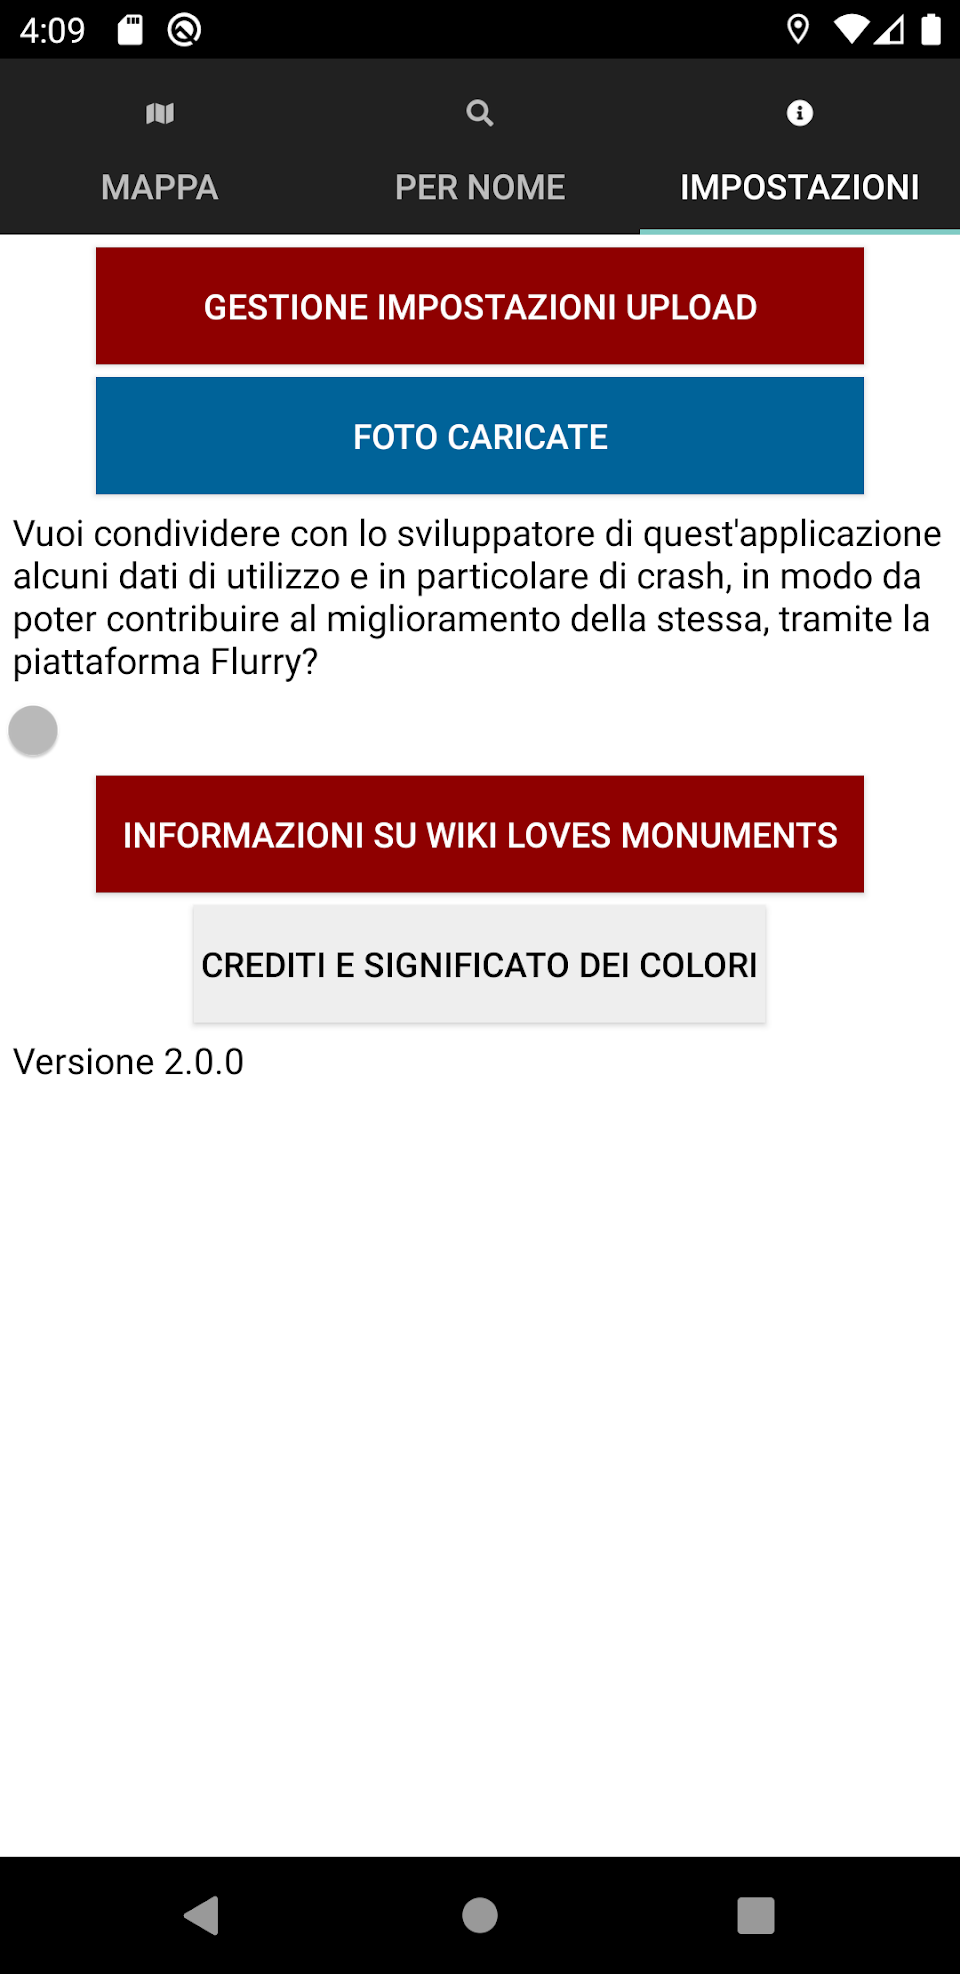 4:09
MAPPA
PER NOME
IMPOSTAZIONI
GESTIONE IMPOSTAZIONI UPLOAD
FOTO CARICATE
Vuoi condividere con lo sviluppatore di quest'applicazione
alcuni dati di utilizzo e in particolare di crash, in modo da
poter contribuire al miglioramento della stessa, tramite la
piattaforma Flurry?
INFORMAZIONI SU WIKI LOVES MONUMENTS
CREDITI E SIGNIFICATO DEI COLORI
Versione 2.0.0